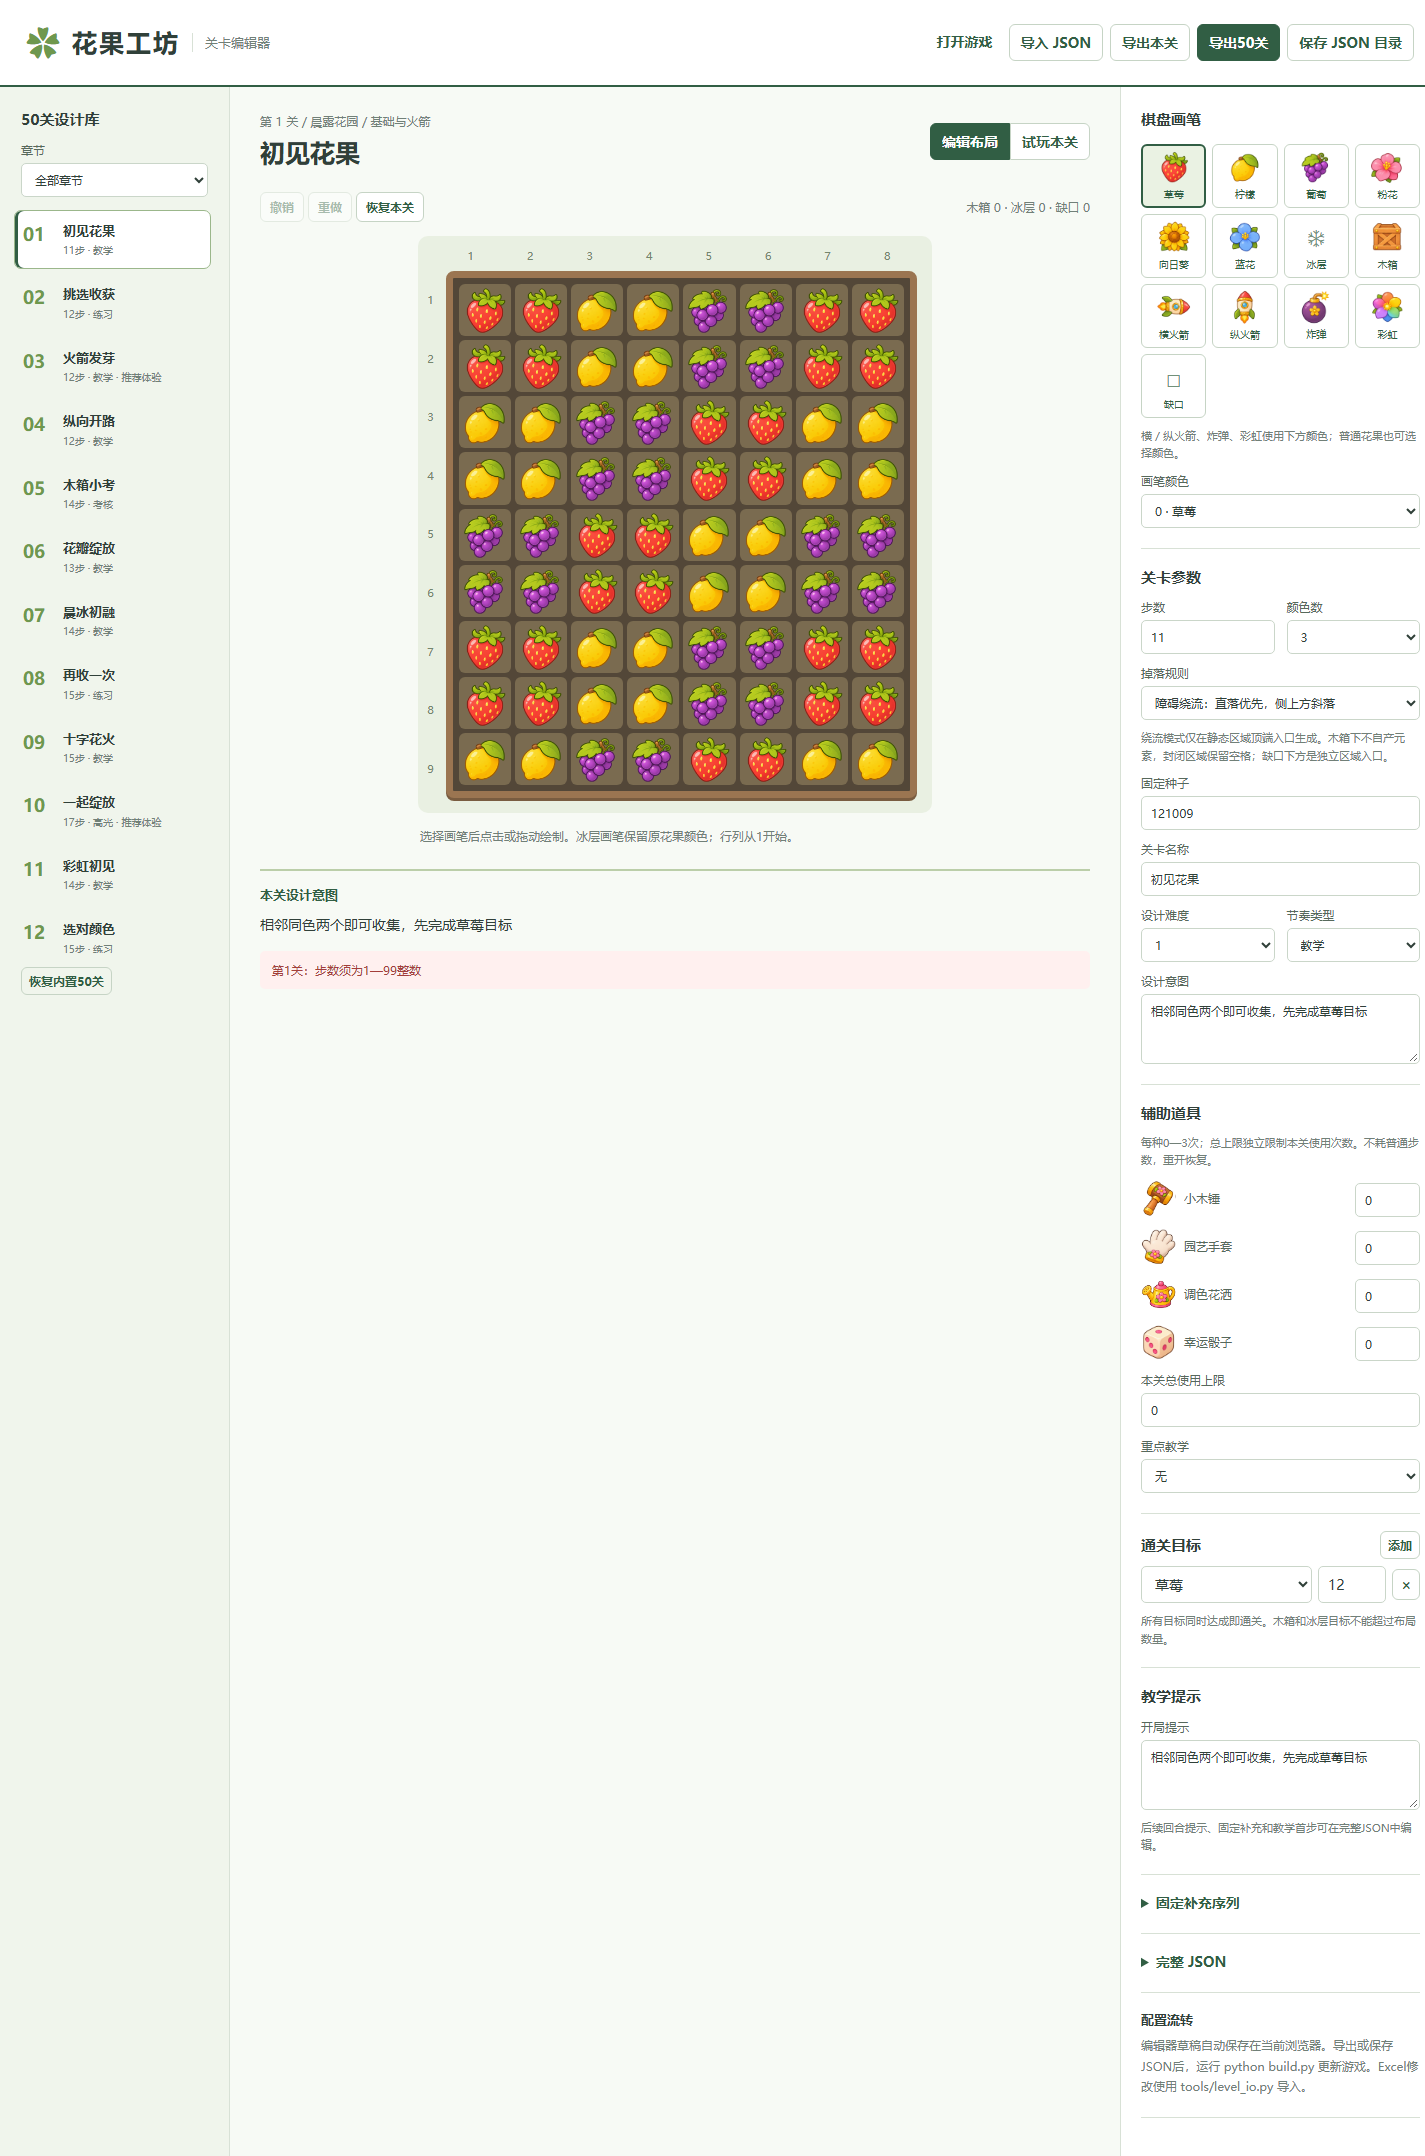 花果工坊
关卡编辑器
打开游戏
导入 JSON
导出本关
导出50关
保存 JSON 目录
50关设计库
章节
全部章节
01
初见花果
11步 · 教学
02
挑选收获
12步 · 练习
03
火箭发芽
12步 · 教学 · 推荐体验
04
纵向开路
12步 · 教学
05
木箱小考
14步 · 考核
06
花瓣绽放
13步 · 教学
07
晨冰初融
14步 · 教学
08
再收一次
15步 · 练习
09
十字花火
15步 · 教学
10
一起绽放
17步 · 高光 · 推荐体验
11
彩虹初见
14步 · 教学
12
选对颜色
15步 · 练习
恢复内置50关
第 1 关 / 晨露花园 / 基础与火箭
初见花果
编辑布局
试玩本关
撤销
重做
恢复本关
木箱 0 · 冰层 0 · 缺口 0
1 2 3 4 5 6 7 8
1
2
3
4
5
6
7
8
9
选择画笔后点击或拖动绘制。冰层画笔保留原花果颜色；行列从1开始。
本关设计意图
相邻同色两个即可收集，先完成草莓目标
第1关：步数须为1—99整数
棋盘画笔
草莓
柠檬
葡萄
粉花
向日葵
蓝花
冰层
木箱
横火箭
纵火箭
炸弹
彩虹
缺口
横 / 纵火箭、炸弹、彩虹使用下方颜色；普通花果也可选
择颜色。
画笔颜色
0 · 草莓
关卡参数
步数
颜色数
11
3
掉落规则
障碍绕流：直落优先，侧上方斜落
绕流模式仅在静态区域顶端入口生成。木箱下不自产元
素，封闭区域保留空格；缺口下方是独立区域入口。
固定种子
121009
关卡名称
初见花果
设计难度
节奏类型
1
教学
设计意图
相邻同色两个即可收集，先完成草莓目标
辅助道具
每种0—3次；总上限独立限制本关使用次数。不耗普通步
数，重开恢复。
小木锤
0
园艺手套
0
调色花洒
0
幸运骰子
0
本关总使用上限
0
重点教学
无
通关目标
添加
草莓
12
×
所有目标同时达成即通关。木箱和冰层目标不能超过布局
数量。
教学提示
开局提示
相邻同色两个即可收集，先完成草莓目标
后续回合提示、固定补充和教学首步可在完整JSON中编
辑。
▶ 固定补充序列
▶ 完整 JSON
配置流转
编辑器草稿自动保存在当前浏览器。导出或保存
JSON后，运行 python build.py 更新游戏。Excel修
改使用 tools/level_io.py 导入。